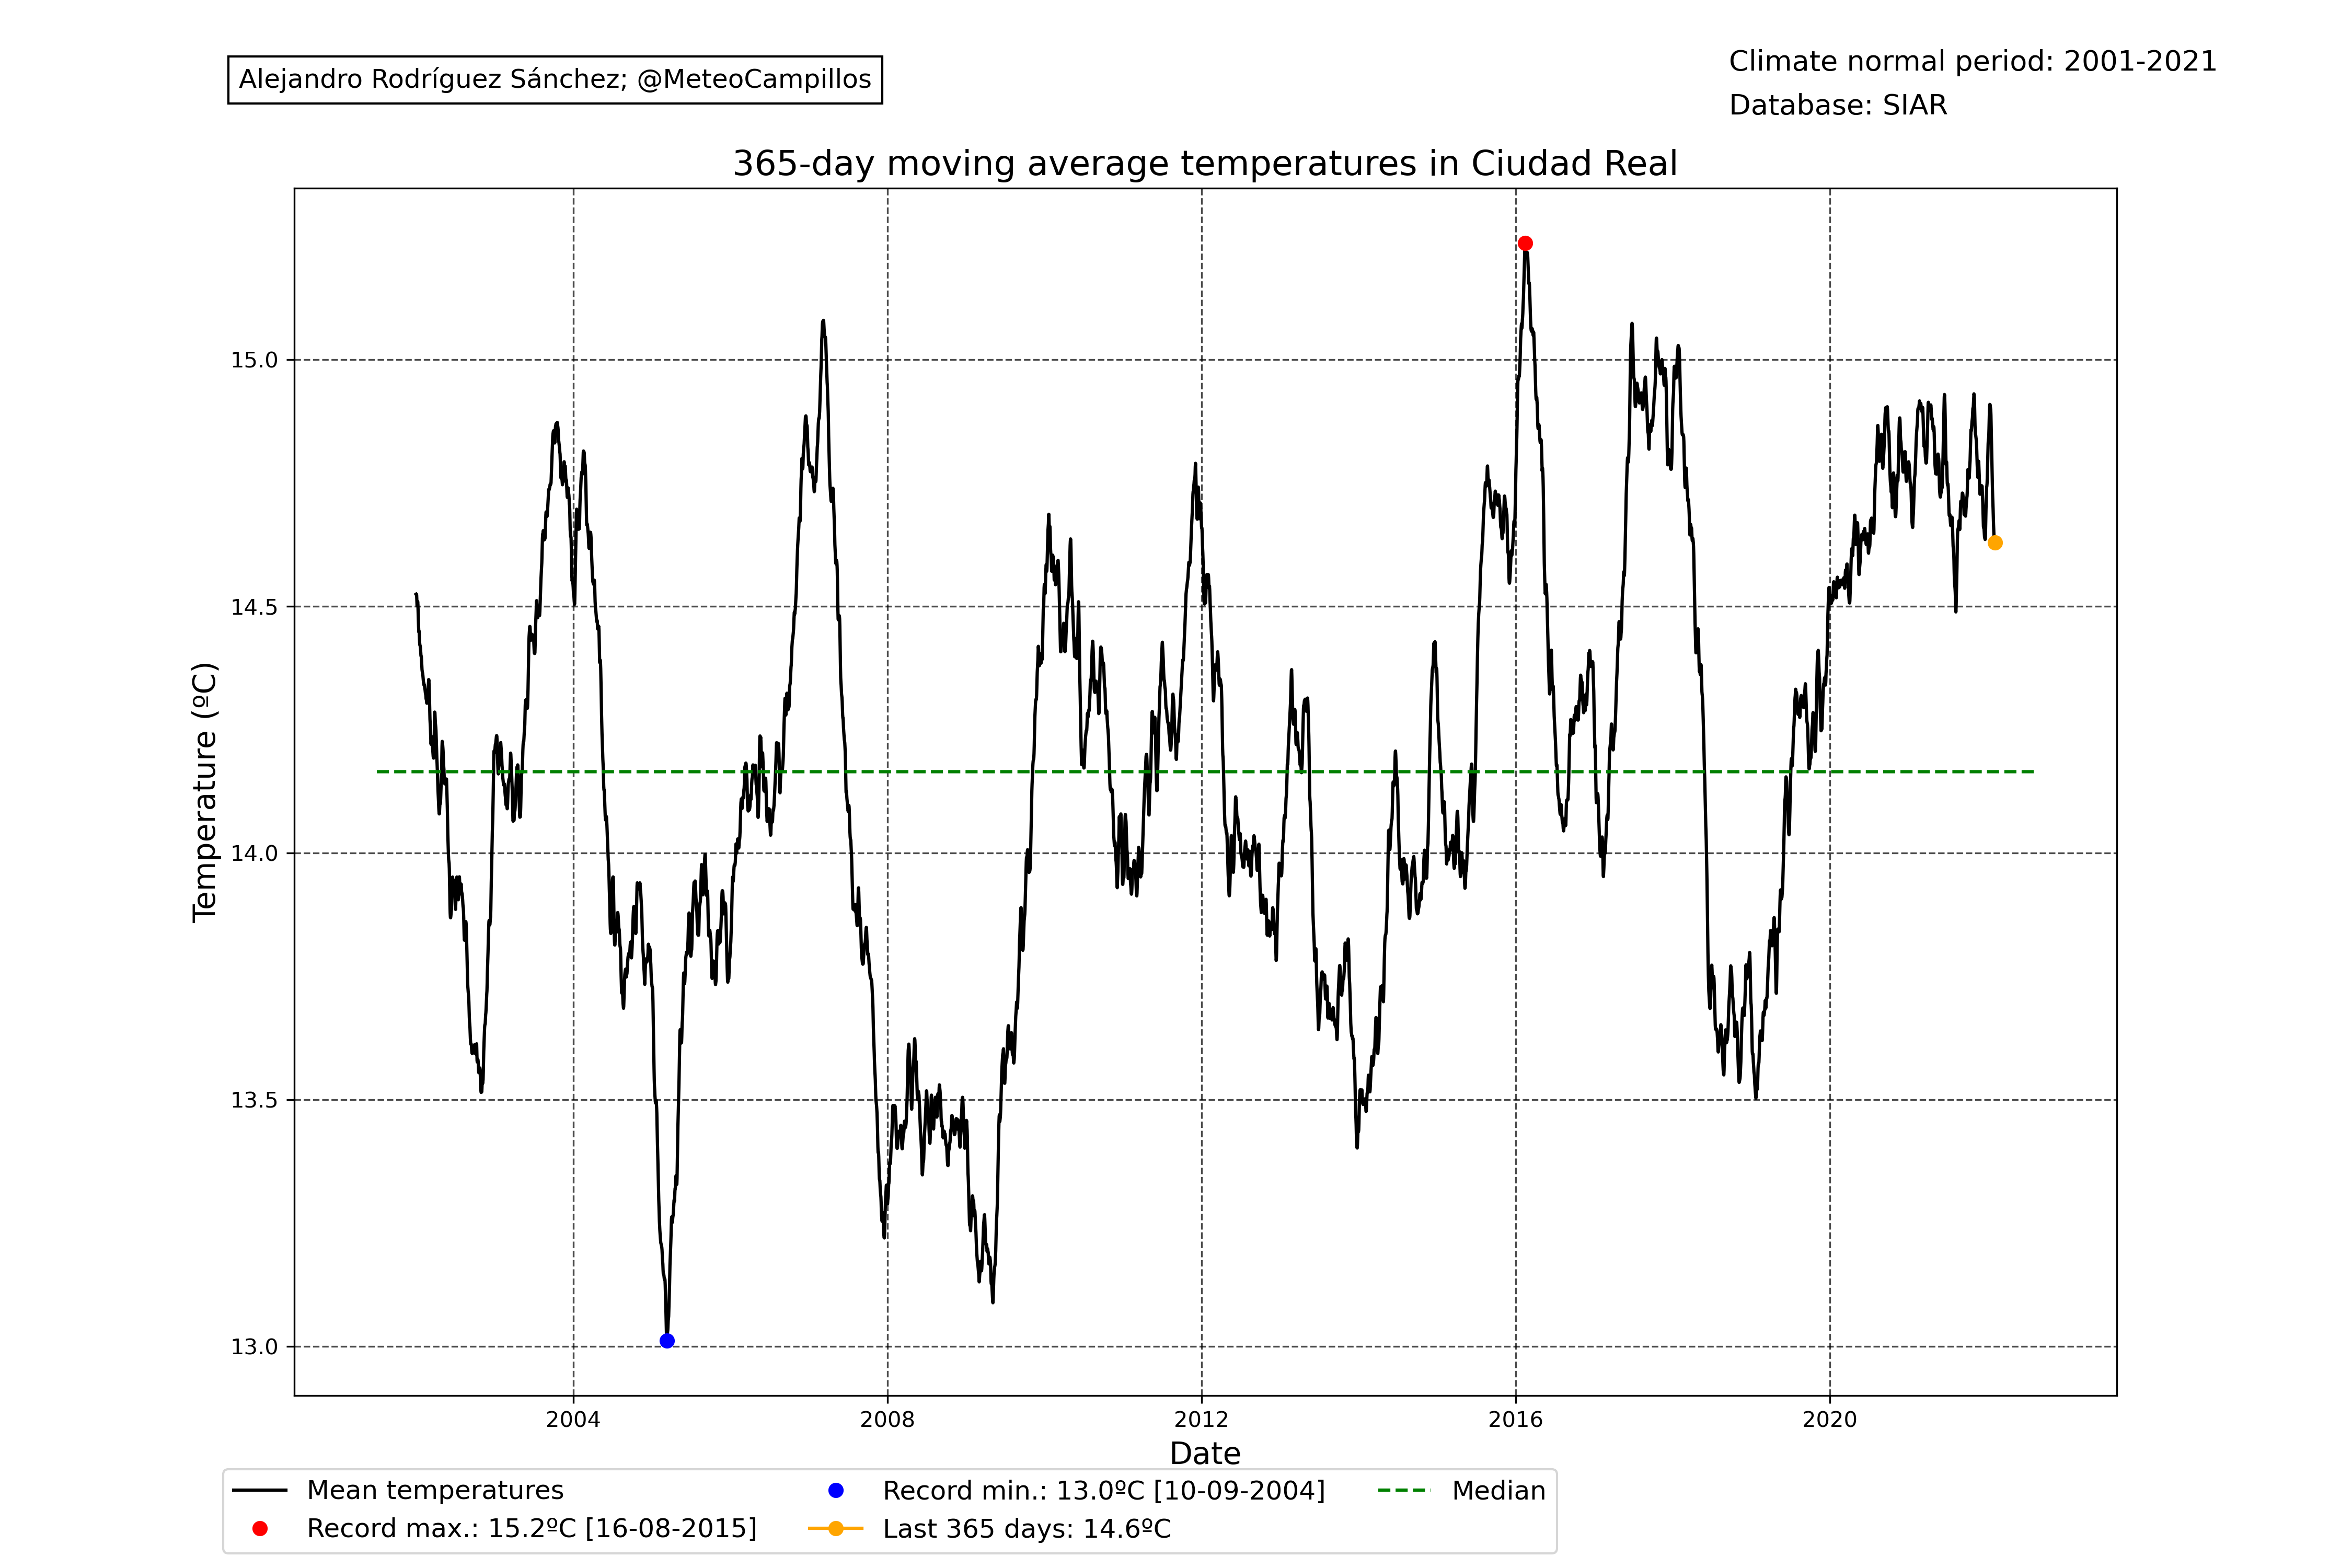 Alejandro Rodríguez Sánchez; @MeteoCampillos
Climate normal period: 2001-2021
Database: SIAR
365-day moving average temperatures in Ciudad Real
Temperature (ºC)
15.0
14.5
14.0
13.5
13.0
2004 2008 2012 2016 2020
Date
Mean temperatures
Record max.: 15.2ºC [16-08-2015]
Record min.: 13.0ºC [10-09-2004]
Last 365 days: 14.6ºC
Median